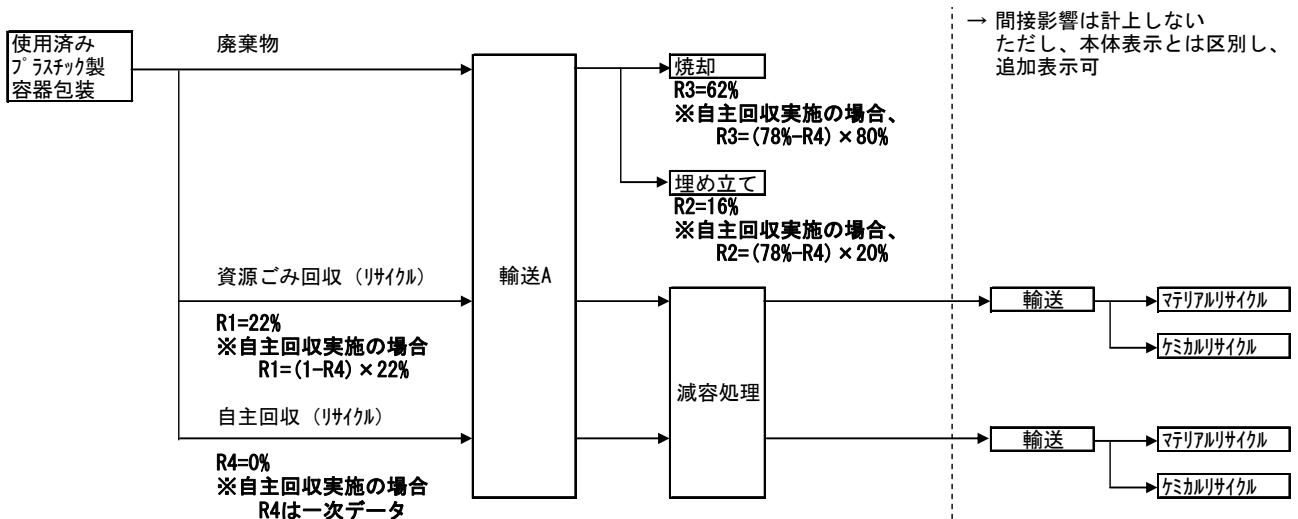 使用済み
ﾌﾟﾗｽﾁｯｸ製
容器包装
廃棄物
焼却
R3=62%
※自主回収実施の場合、
R3=(78%-R4)×80%
埋め立て
R2=16%
※自主回収実施の場合、
R2=(78%-R4)×20%
→ 間接影響は計上しない
ただし、本体表示とは区別し、
追加表示可
資源ごみ回収（ﾘｻｲｸﾙ）
R1=22%
※自主回収実施の場合
R1=(1-R4)×22%
輸送A
自主回収（ﾘｻｲｸﾙ）
R4=0%
※自主回収実施の場合
R4は一次データ
減容処理
輸送
ﾏﾃﾘｱﾙﾘｻｲｸﾙ
ｹﾐｶﾙﾘｻｲｸﾙ
輸送
ﾏﾃﾘｱﾙﾘｻｲｸﾙ
ｹﾐｶﾙﾘｻｲｸﾙ